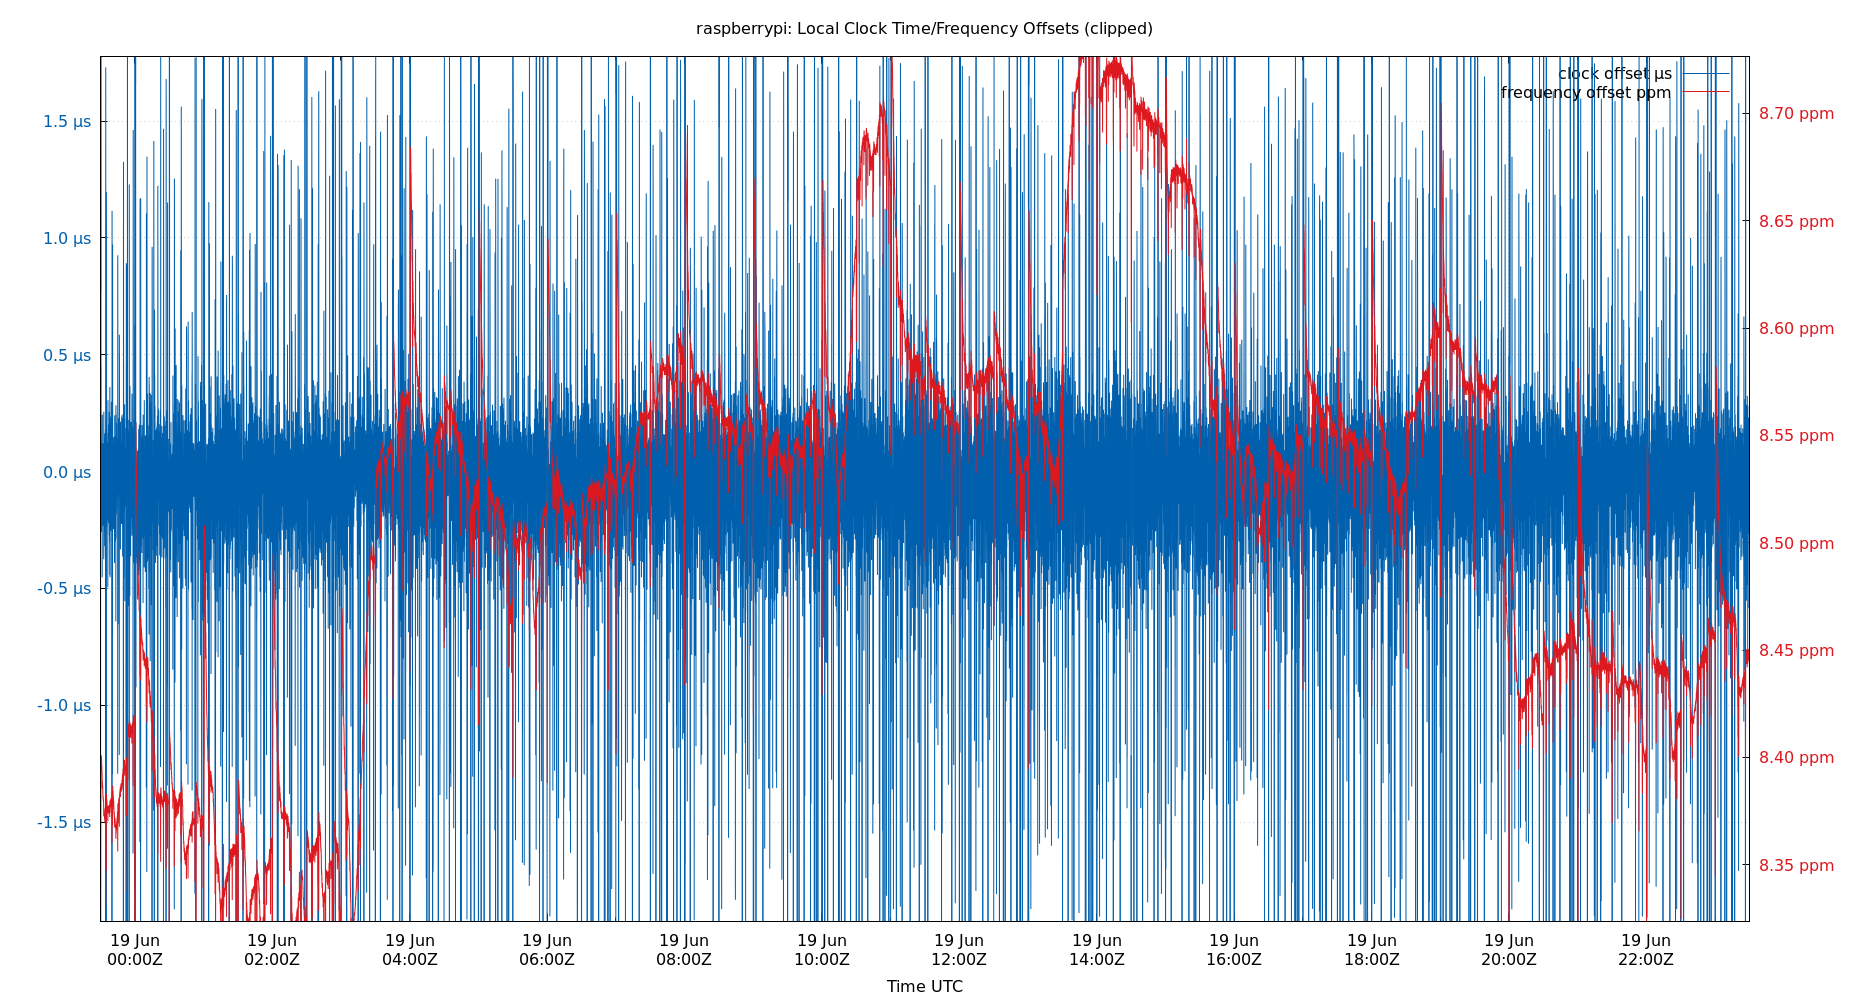 raspberrypi: Local Clock Time/Frequency Offsets (clipped)
clock offset µs
frequency offset ppm
1.5 µs
1.0 µs
0.5 µs
0.0 µs
-0.5 µs
-1.0 µs
-1.5 µs
8.70 ppm
8.65 ppm
8.60 ppm
8.55 ppm
8.50 ppm
8.45 ppm
8.40 ppm
8.35 ppm
19 Jun 19 Jun 19 Jun 19 Jun 19 Jun 19 Jun 19 Jun 19 Jun 19 Jun 19 Jun 19 Jun 19 Jun
00:00Z 02:00Z 04:00Z 06:00Z 08:00Z 10:00Z 12:00Z 14:00Z 16:00Z 18:00Z 20:00Z 22:00Z
Time UTC